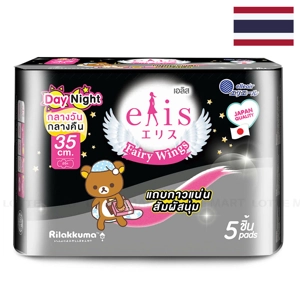 Day Night
กลางวัน
กลางคืน
35
cm.
เอลิส
elis
エリス
Fairy Wings
JAPAN
QUALITY
แถบกาวแน่น
สัมผัสนุ่ม
Rilakkuma
5 ชิ้น
pads